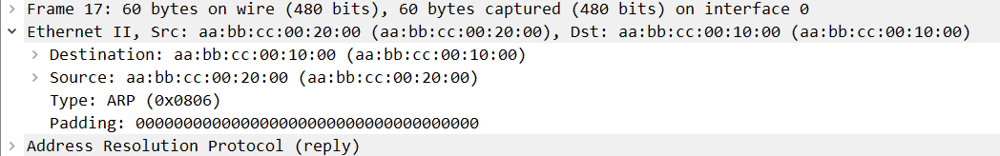 Frame 17: 60 bytes on wire (480 bits), 60 bytes captured (480 bits) on interface 0
Ethernet II, Src: aa:bb:cc:00:20:00 (aa:bb:cc:00:20:00), Dst: aa:bb:cc:00:10:00 (aa:bb:cc:00:10:00)
Destination: aa:bb:cc:00:10:00 (aa:bb:cc:00:10:00)
Source: aa:bb:cc:00:20:00 (aa:bb:cc:00:20:00)
Type: ARP (0x0806)
Padding: 000000000000000000000000000000000000
Address Resolution Protocol (reply)